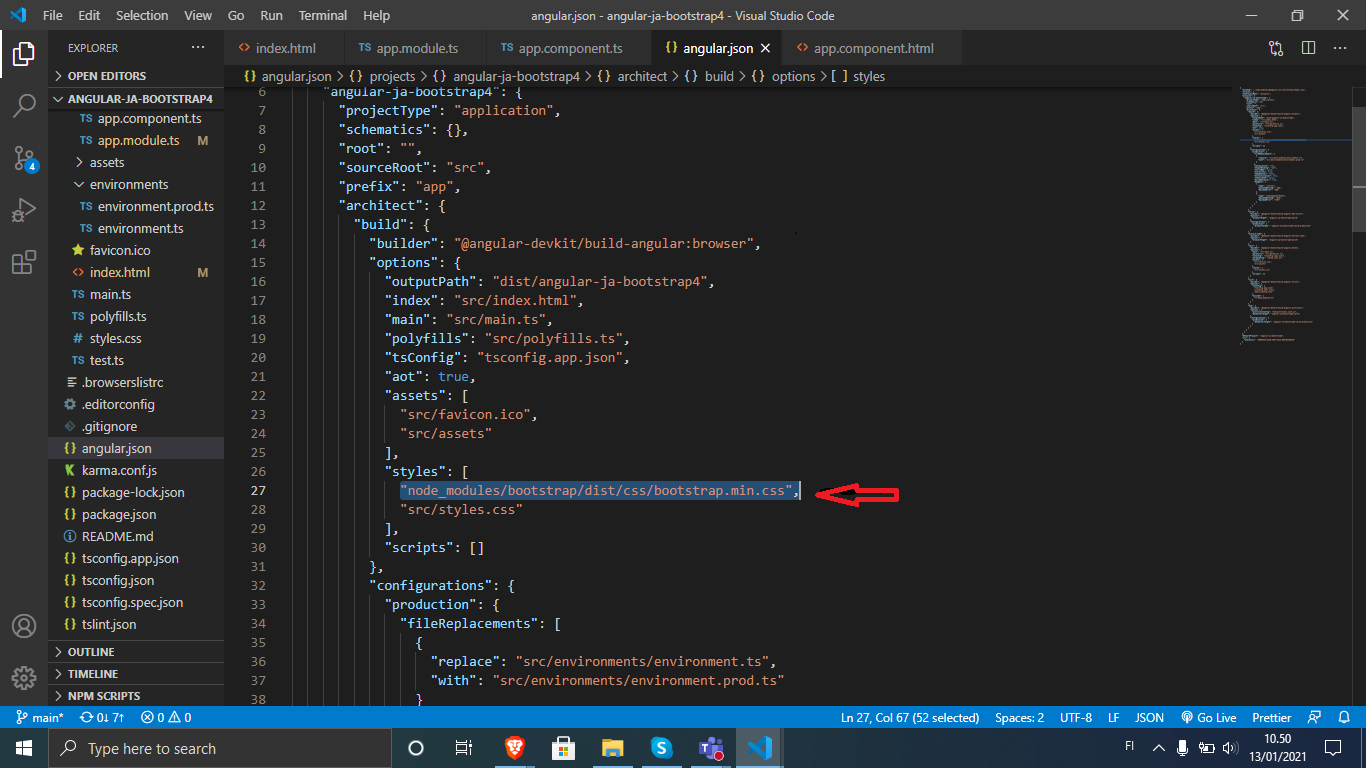 File Edit Selection View Go Run Terminal Help
angular.json - angular-ja-bootstrap4 - Visual Studio Code
EXPLORER ···
OPEN EDITORS
ANGULAR-JA-BOOTSTRAP4
TS app.component.ts
TS app.module.ts M
assets
environments
TS environment.prod.ts
TS environment.ts
favicon.ico
<> index.html M
TS main.ts
TS polyfills.ts
# styles.css
TS test.ts
.browserslistrc
.editorconfig
.gitignore
{} angular.json
karma.conf.js
{} package-lock.json
{} package.json
README.md
{} tsconfig.app.json
{} tsconfig.json
{} tsconfig.spec.json
{} tslint.json
OUTLINE
TIMELINE
NPM SCRIPTS
4
<> index.html TS app.module.ts TS app.component.ts {} angular.json <> app.component.html
{} angular.json > {} projects > {} angular-ja-bootstrap4 > {} architect > {} build > {} options > [ ] styles
6 "angular-ja-bootstrap4": {
7 "projectType": "application",
8 "schematics": {},
9 "root": "",
10 "sourceRoot": "src",
11 "prefix": "app",
12 "architect": {
13 "build": {
14 "builder": "@angular-devkit/build-angular:browser",
15 "options": {
16 "outputPath": "dist/angular-ja-bootstrap4",
17 "index": "src/index.html",
18 "main": "src/main.ts",
19 "polyfills": "src/polyfills.ts",
20 "tsConfig": "tsconfig.app.json",
21 "aot": true,
22 "assets": [
23 "src/favicon.ico",
24 "src/assets"
25 ],
26 "styles": [
27 "node_modules/bootstrap/dist/css/bootstrap.min.css",
28 "src/styles.css"
29 ],
30 "scripts": []
31 },
32 "configurations": {
33 "production": {
34 "fileReplacements": [
35 {
36 "replace": "src/environments/environment.ts",
37 "with": "src/environments/environment.prod.ts"
38 }
main* 0↓ 7↑ 0 0 Ln 27, Col 67 (52 selected) Spaces: 2 UTF-8 LF JSON Go Live Prettier
Type here to search
FI
10.50
13/01/2021